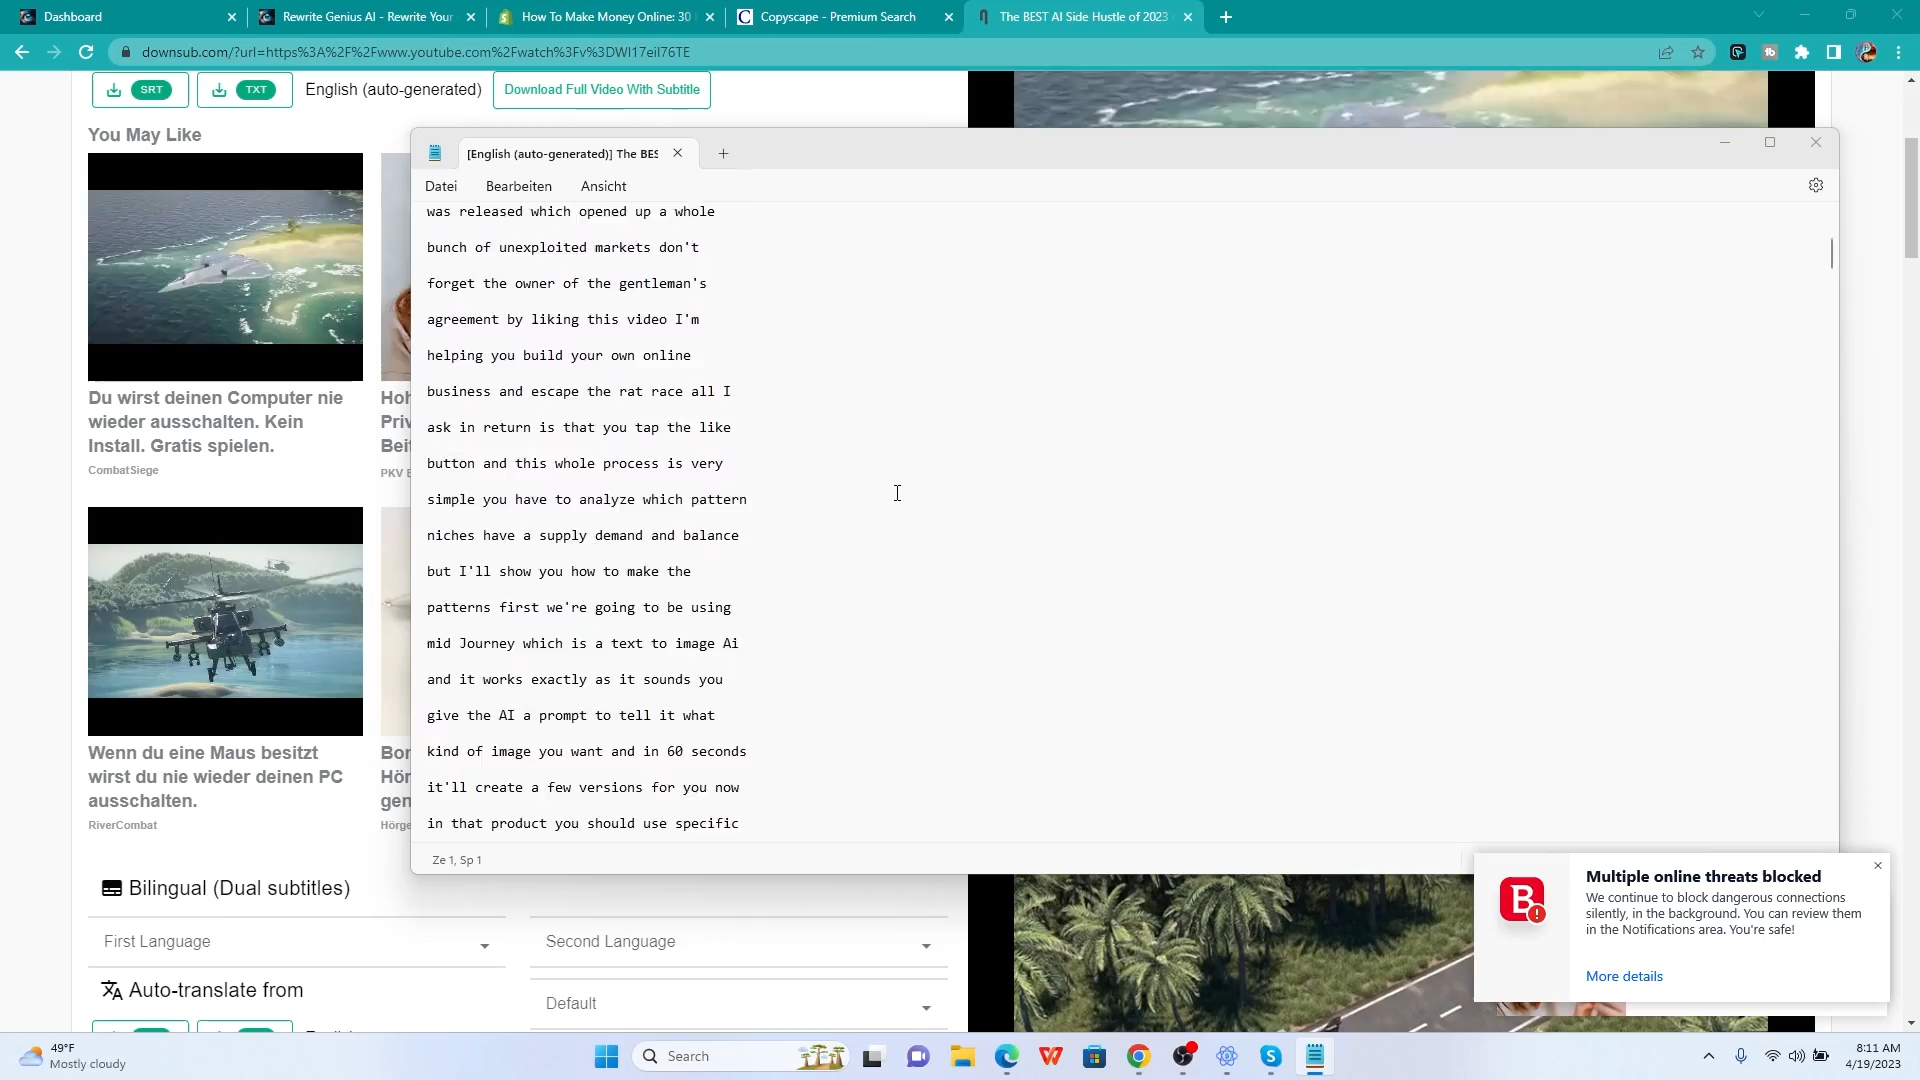 Dashboard
Rewrite Genius AI - Rewrite Your
How To Make Money Online: 30
Copyscape - Premium Search
The BEST AI Side Hustle of 2023
downsub.com/?url=https%3A%2F%2Fwww.youtube.com%2Fwatch%3Fv%3DWI17eil76TE
SRT
TXT
English (auto-generated)
Download Full Video With Subtitle
You May Like
[English (auto-generated)] The BES
Datei
Bearbeiten
Ansicht
was released which opened up a whole
bunch of unexploited markets don't
forget the owner of the gentleman's
agreement by liking this video I'm
helping you build your own online
business and escape the rat race all I
ask in return is that you tap the like
button and this whole process is very
simple you have to analyze which pattern
niches have a supply demand and balance
but I'll show you how to make the
patterns first we're going to be using
mid Journey which is a text to image Ai
and it works exactly as it sounds you
give the AI a prompt to tell it what
kind of image you want and in 60 seconds
it'll create a few versions for you now
in that product you should use specific
Ze 1, Sp 1
Du wirst deinen Computer nie
wieder ausschalten. Kein
Install. Gratis spielen.
CombatSiege
Hoh
Priv
Beit
PKV B
Wenn du eine Maus besitzt
wirst du nie wieder deinen PC
ausschalten.
RiverCombat
Bor
Hör
gen
Hörge
Bilingual (Dual subtitles)
First Language
Second Language
Auto-translate from
Default
Multiple online threats blocked
We continue to block dangerous connections
silently, in the background. You can review them
in the Notifications area. You're safe!
More details
49°F
Mostly cloudy
Search
8:11 AM
4/19/2023